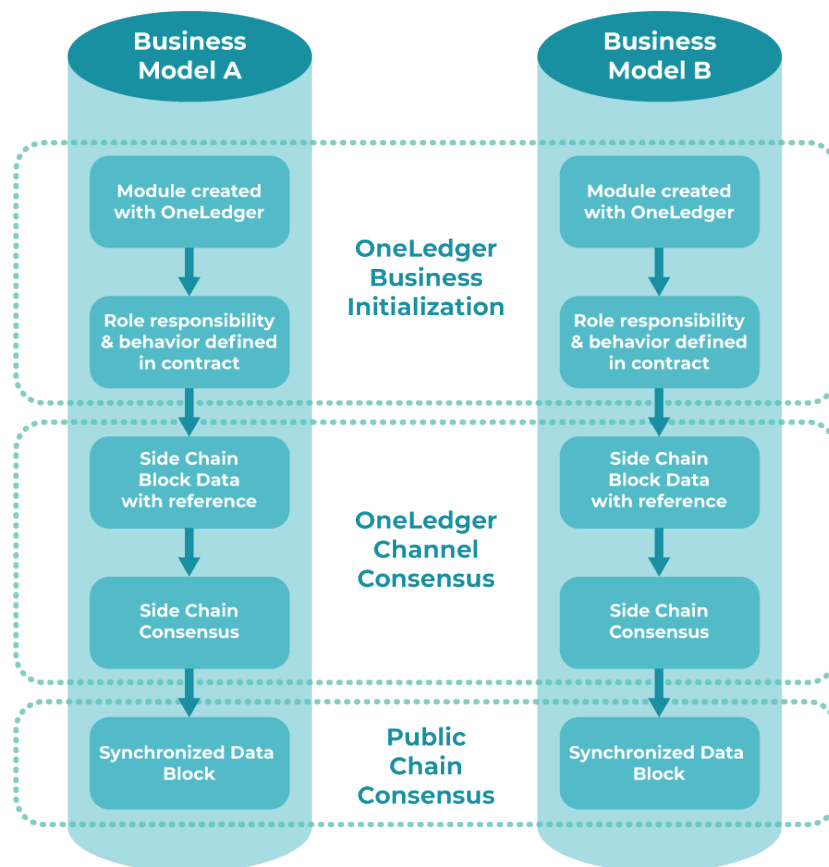 Business
Model A
Business
Model B
Module created
with OneLedger
OneLedger
Business
Initialization
Module created
with OneLedger
Role responsibility
& behavior defined
in contract
Role responsibility
& behavior defined
in contract
Side Chain
Block Data
with reference
OneLedger
Channel
Consensus
Side Chain
Block Data
with reference
Side Chain
Consensus
Side Chain
Consensus
Synchronized Data
Block
Public
Chain
Consensus
Synchronized Data
Block